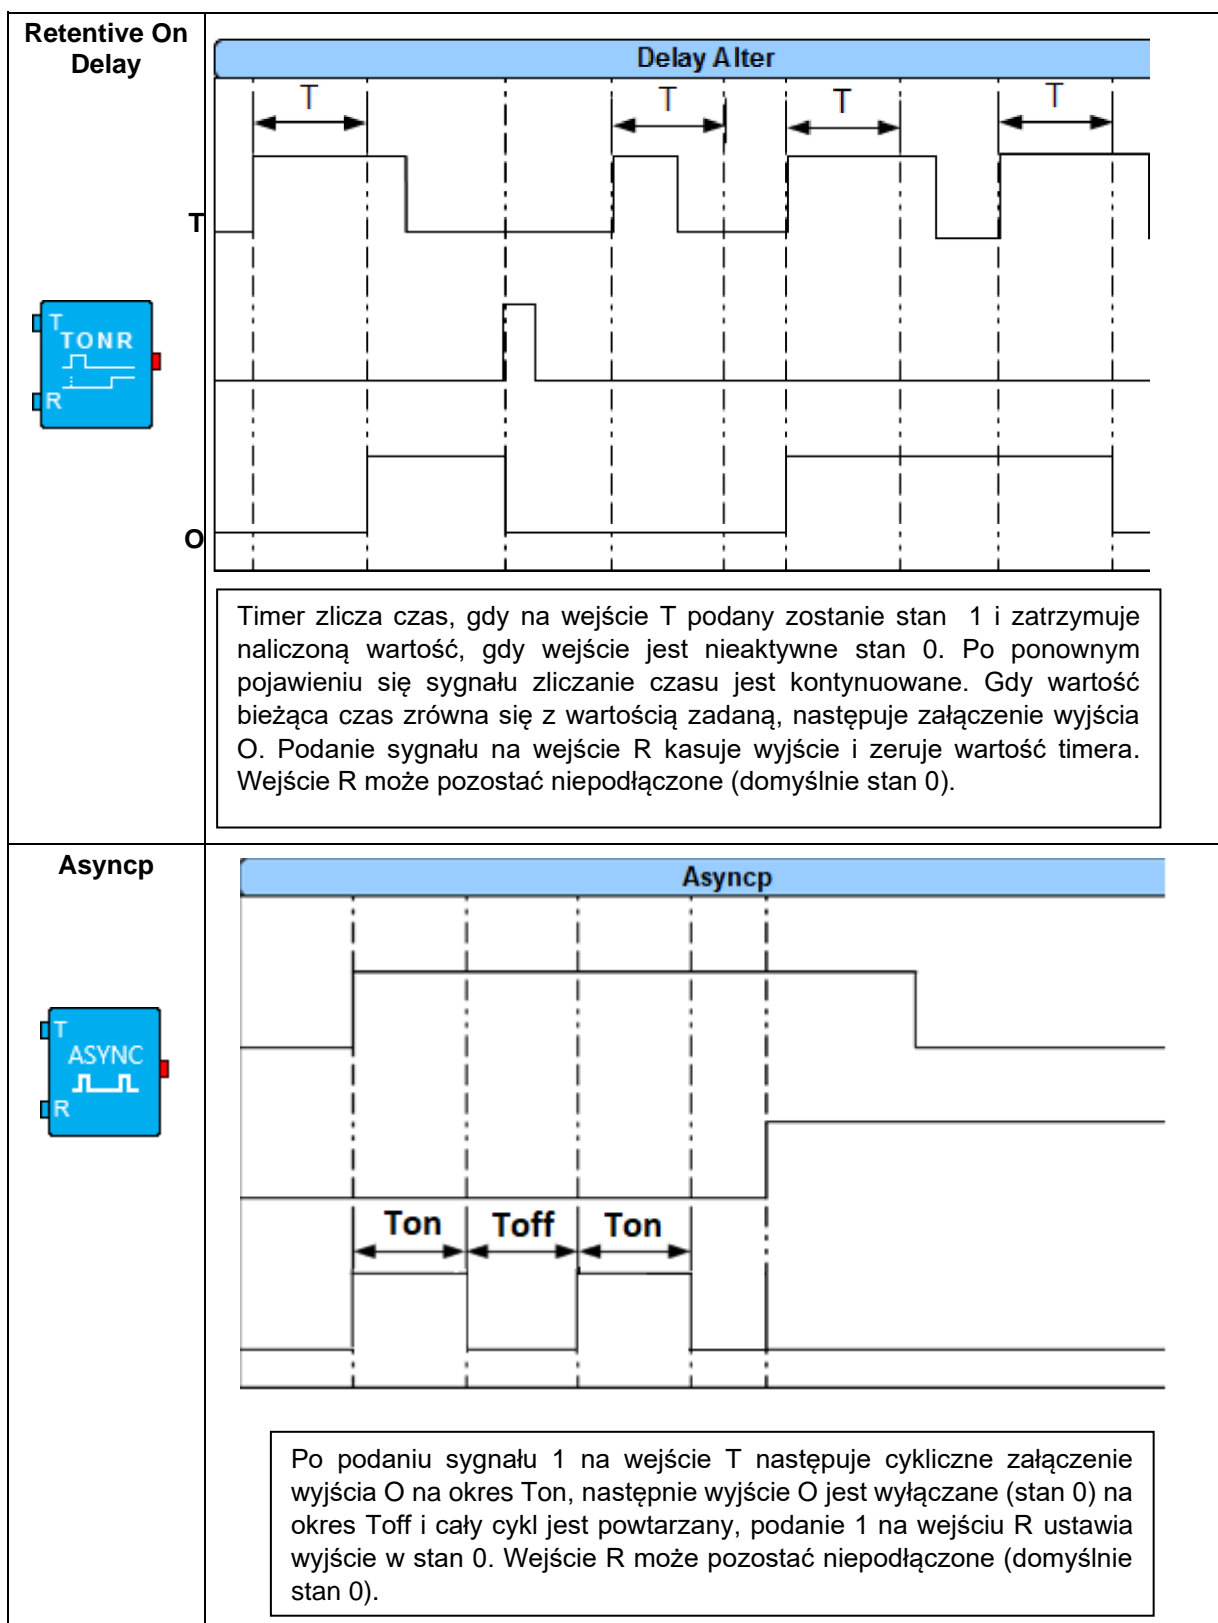 Retentive On
Delay
Delay Alter
T
T
T
T
T
T
TONR
R
O
Timer zlicza czas, gdy na wejście T podany zostanie stan 1 i zatrzymuje
naliczoną wartość, gdy wejście jest nieaktywne stan 0. Po ponownym
pojawieniu się sygnału zliczanie czasu jest kontynuowane. Gdy wartość
bieżąca czas zrówna się z wartością zadaną, następuje załączenie wyjścia
O. Podanie sygnału na wejście R kasuje wyjście i zeruje wartość timera.
Wejście R może pozostać niepodłączone (domyślnie stan 0).
Asyncp
Asyncp
T
ASYNC
R
Ton
Toff
Ton
Po podaniu sygnału 1 na wejście T następuje cykliczne załączenie
wyjścia O na okres Ton, następnie wyjście O jest wyłączane (stan 0) na
okres Toff i cały cykl jest powtarzany, podanie 1 na wejściu R ustawia
wyjście w stan 0. Wejście R może pozostać niepodłączone (domyślnie
stan 0).